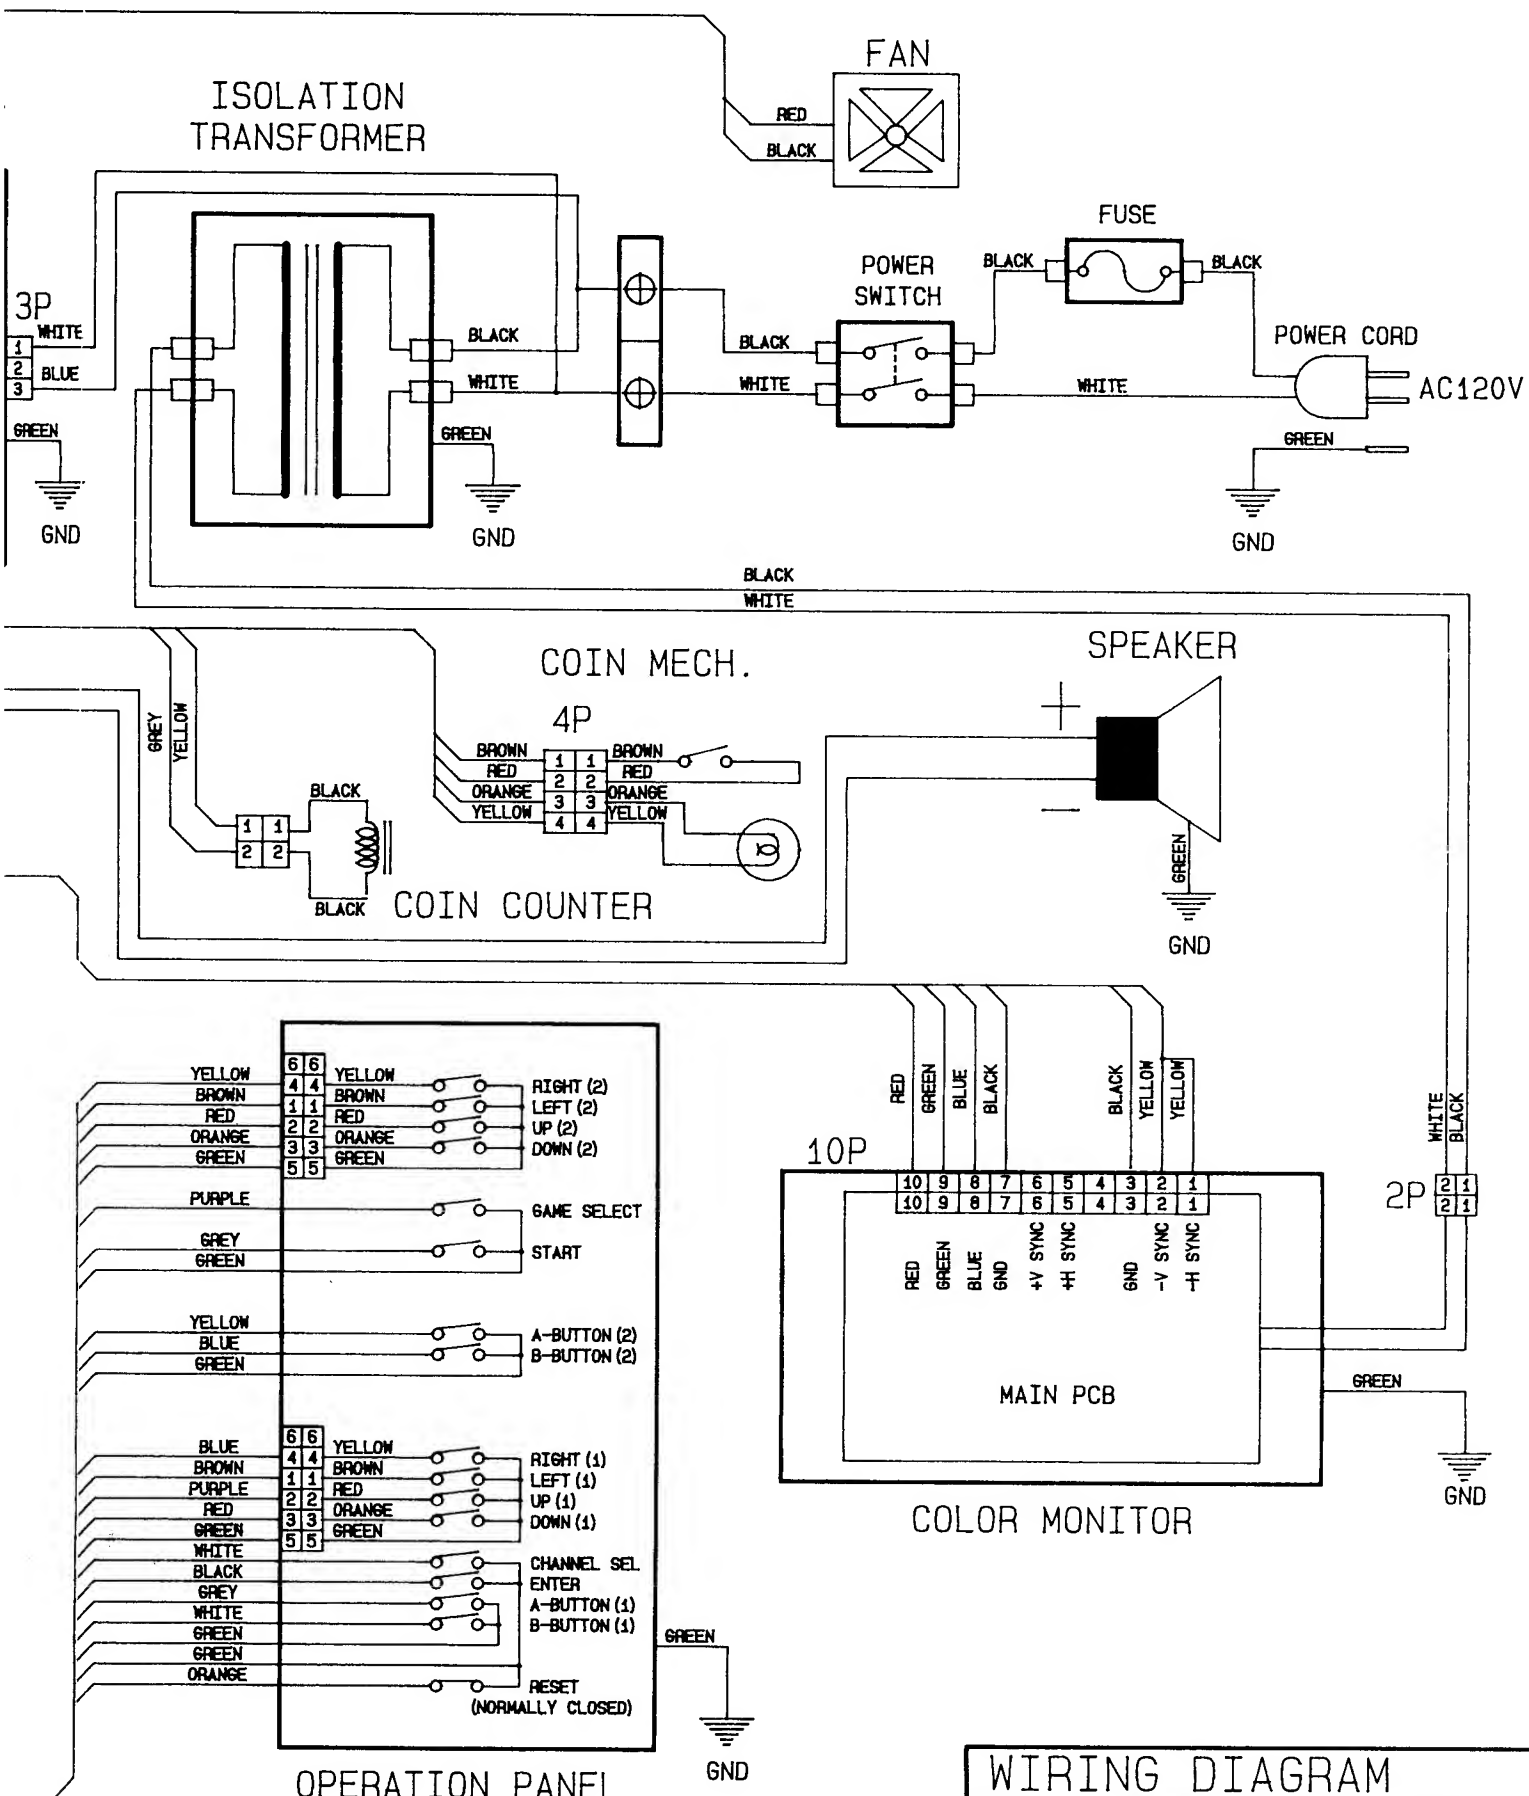 FAN
ISOLATION
TRANSFORMER
RED
BLACK
FUSE
POWER
SWITCH
BLACK
BLACK
3P
WHITE
1
2
3
BLUE
BLACK
BLACK
POWER CORD
WHITE
WHITE
WHITE
AC120V
GREEN
GREEN
GREEN
GND
GND
GND
BLACK
WHITE
SPEAKER
COIN MECH.
4P
+
GREY
YELLOW
BROWN
1 1
BROWN
RED
2 2
RED
ORANGE
3 3
ORANGE
YELLOW
4 4
YELLOW
—
BLACK
1 1
2 2
BLACK
COIN COUNTER
GREEN
GND
6 6
YELLOW
4 4
YELLOW
RIGHT (2)
BROWN
1 1
BROWN
LEFT (2)
RED
2 2
RED
UP (2)
ORANGE
3 3
ORANGE
DOWN (2)
GREEN
5 5
GREEN
PURPLE
GAME SELECT
GREY
START
GREEN
YELLOW
A-BUTTON (2)
BLUE
B-BUTTON (2)
GREEN
6 6
BLUE
4 4
YELLOW
RIGHT (1)
BROWN
1 1
BROWN
LEFT (1)
PURPLE
2 2
RED
UP (1)
RED
3 3
ORANGE
DOWN (1)
GREEN
5 5
GREEN
WHITE
CHANNEL SEL
BLACK
ENTER
GREY
A-BUTTON (1)
WHITE
B-BUTTON (1)
GREEN
GREEN
ORANGE
RESET
(NORMALLY CLOSED)
GREEN
GND
OPERATION PANEL
RED
GREEN
BLUE
BLACK
BLACK
YELLOW
YELLOW
WHITE
BLACK
10P
10 9 8 7 6 5 4 3 2 1
10 9 8 7 6 5 4 3 2 1
2P
2 1
2 1
RED
GREEN
BLUE
GND
+V SYNC
+H SYNC
GND
-V SYNC
-H SYNC
MAIN PCB
GREEN
GND
COLOR MONITOR
WIRING DIAGRAM